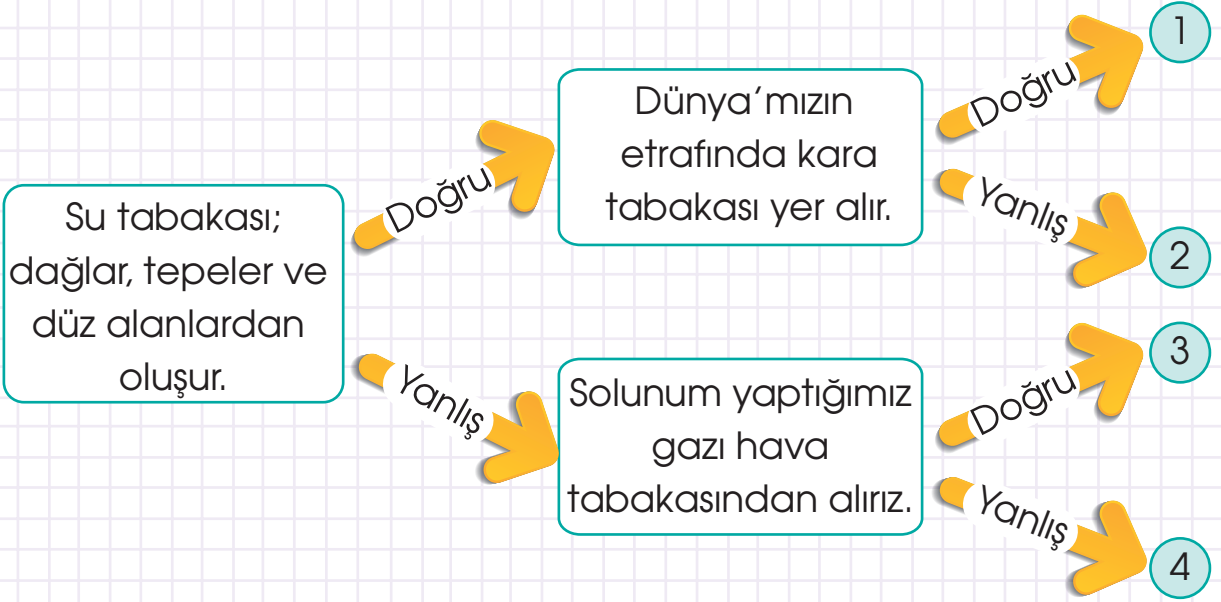 Su tabakası;
dağlar, tepeler ve
düz alanlardan
oluşur.
Doğru
Yanlış
Dünya'mızın
etrafında kara
tabakası yer alır.
Doğru
1
Yanlış
2
Solunum yaptığımız
gazı hava
tabakasından alırız.
Doğru
3
Yanlış
4